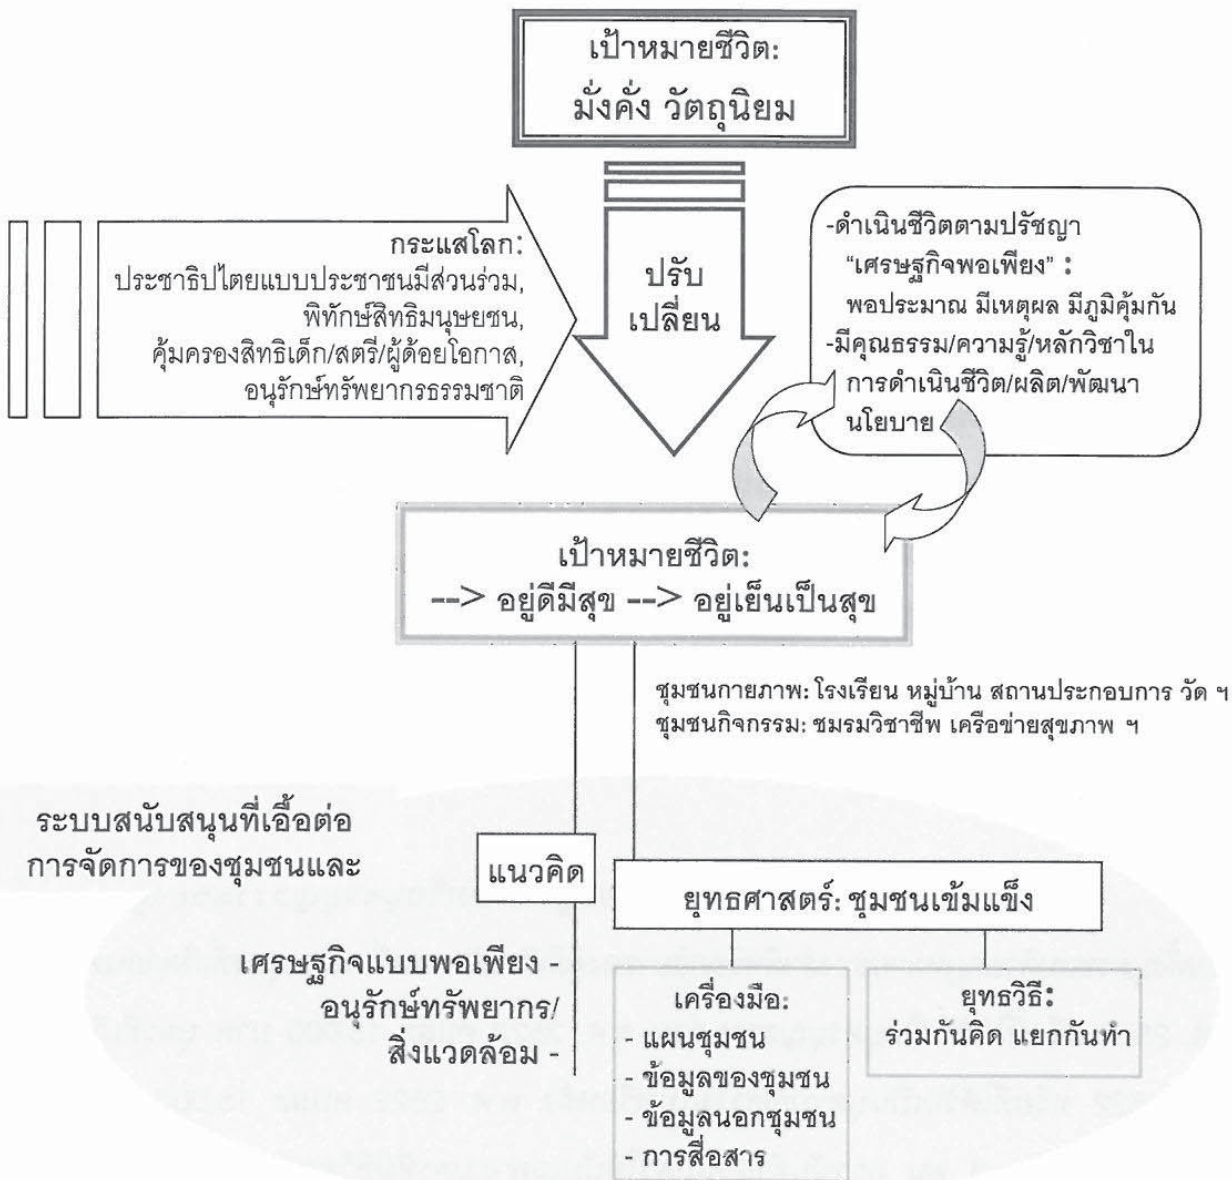 เป้าหมายชีวิต:
มั่งคั่ง วัตถุนิยม
กระแสโลก:
ประชาธิปไตยแบบประชาชนมีส่วนร่วม,
พิทักษ์สิทธิมนุษยชน,
คุ้มครองสิทธิเด็ก/สตรี/ผู้ด้อยโอกาส,
อนุรักษ์ทรัพยากรธรรมชาติ
ปรับ
เปลี่ยน
-ดำเนินชีวิตตามปรัชญา
“เศรษฐกิจพอเพียง” :
พอประมาณ มีเหตุผล มีภูมิคุ้มกัน
-มีคุณธรรม/ความรู้/หลักวิชาใน
การดำเนินชีวิต/ผลิต/พัฒนา
นโยบาย
เป้าหมายชีวิต:
--> อยู่ดีมีสุข --> อยู่เย็นเป็นสุข
ชุมชนกายภาพ: โรงเรียน หมู่บ้าน สถานประกอบการ วัด ฯ
ชุมชนกิจกรรม: ชมรมวิชาชีพ เครือข่ายสุขภาพ ฯ
ระบบสนับสนุนที่เอื้อต่อ
การจัดการของชุมชนและ
แนวคิด
เศรษฐกิจแบบพอเพียง -
อนุรักษ์ทรัพยากร/
สิ่งแวดล้อม -
ยุทธศาสตร์: ชุมชนเข้มแข็ง
เครื่องมือ:
- แผนชุมชน
- ข้อมูลของชุมชน
- ข้อมูลนอกชุมชน
- การสื่อสาร
ยุทธวิธี:
ร่วมกันคิด แยกกันทำ